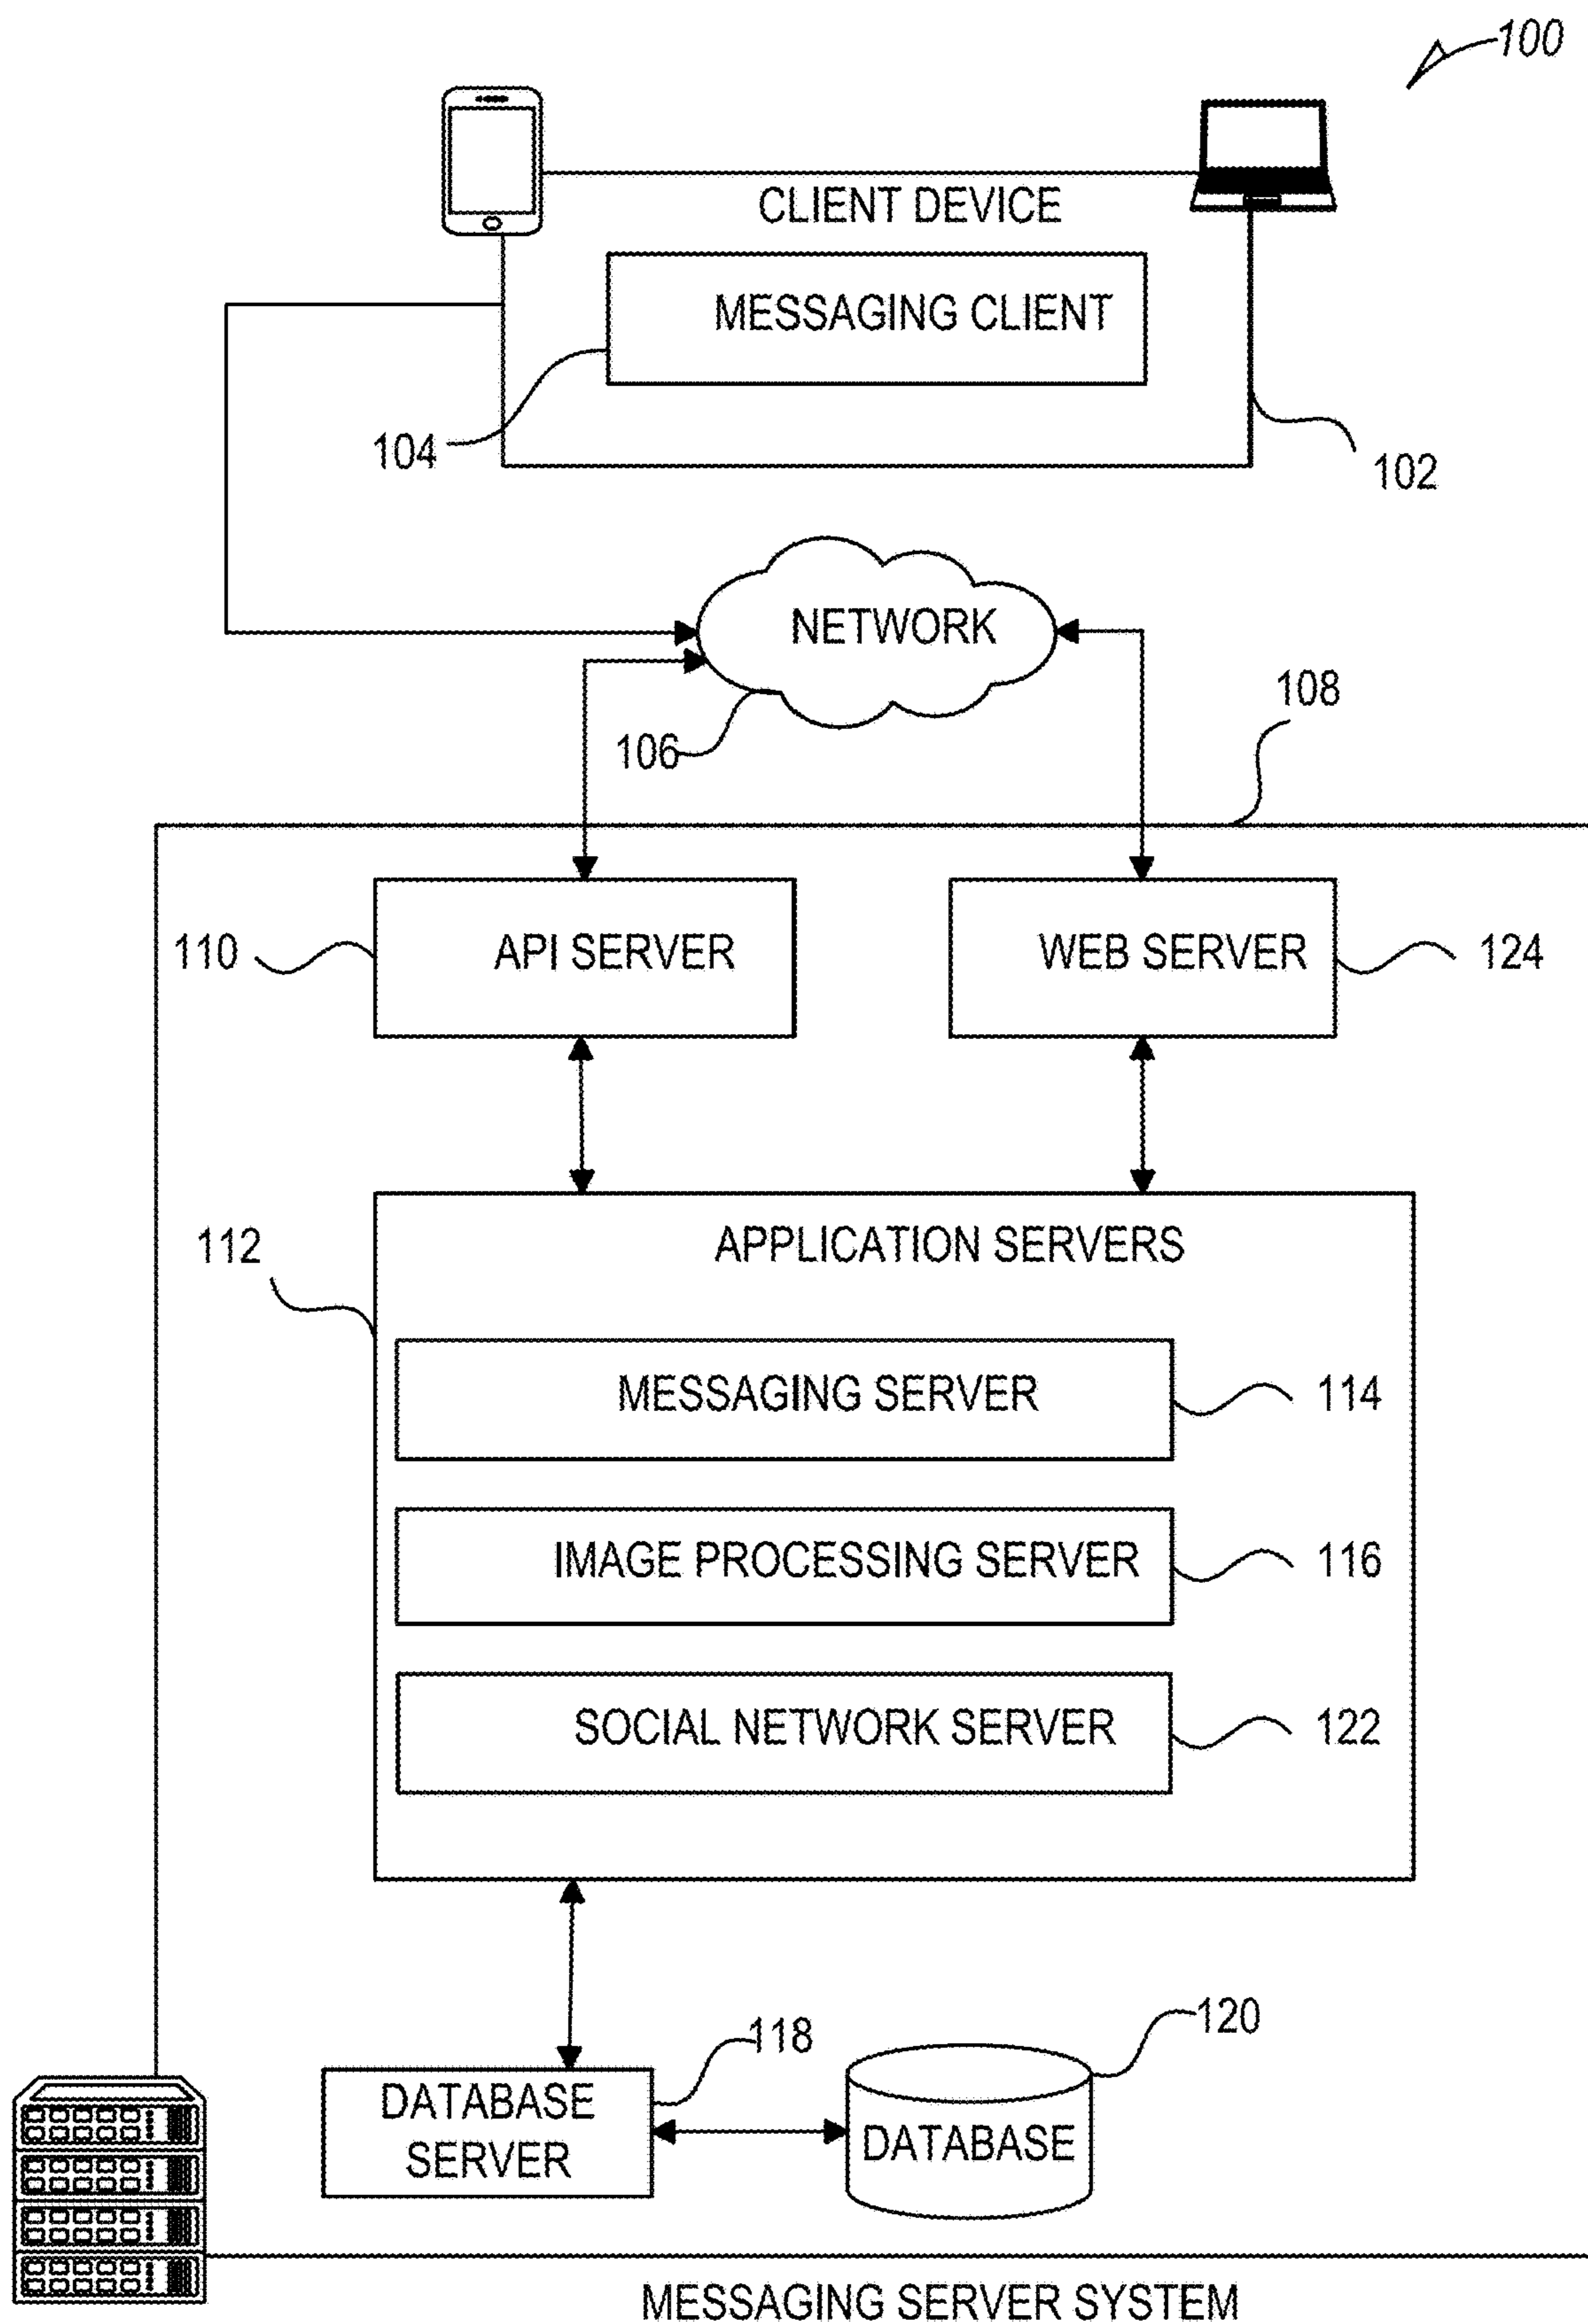 100
CLIENT DEVICE
MESSAGING CLIENT
104
102
NETWORK
106
108
110
API SERVER
WEB SERVER
124
112
APPLICATION SERVERS
MESSAGING SERVER
114
IMAGE PROCESSING SERVER
116
SOCIAL NETWORK SERVER
122
118
120
DATABASE
SERVER
DATABASE
MESSAGING SERVER SYSTEM